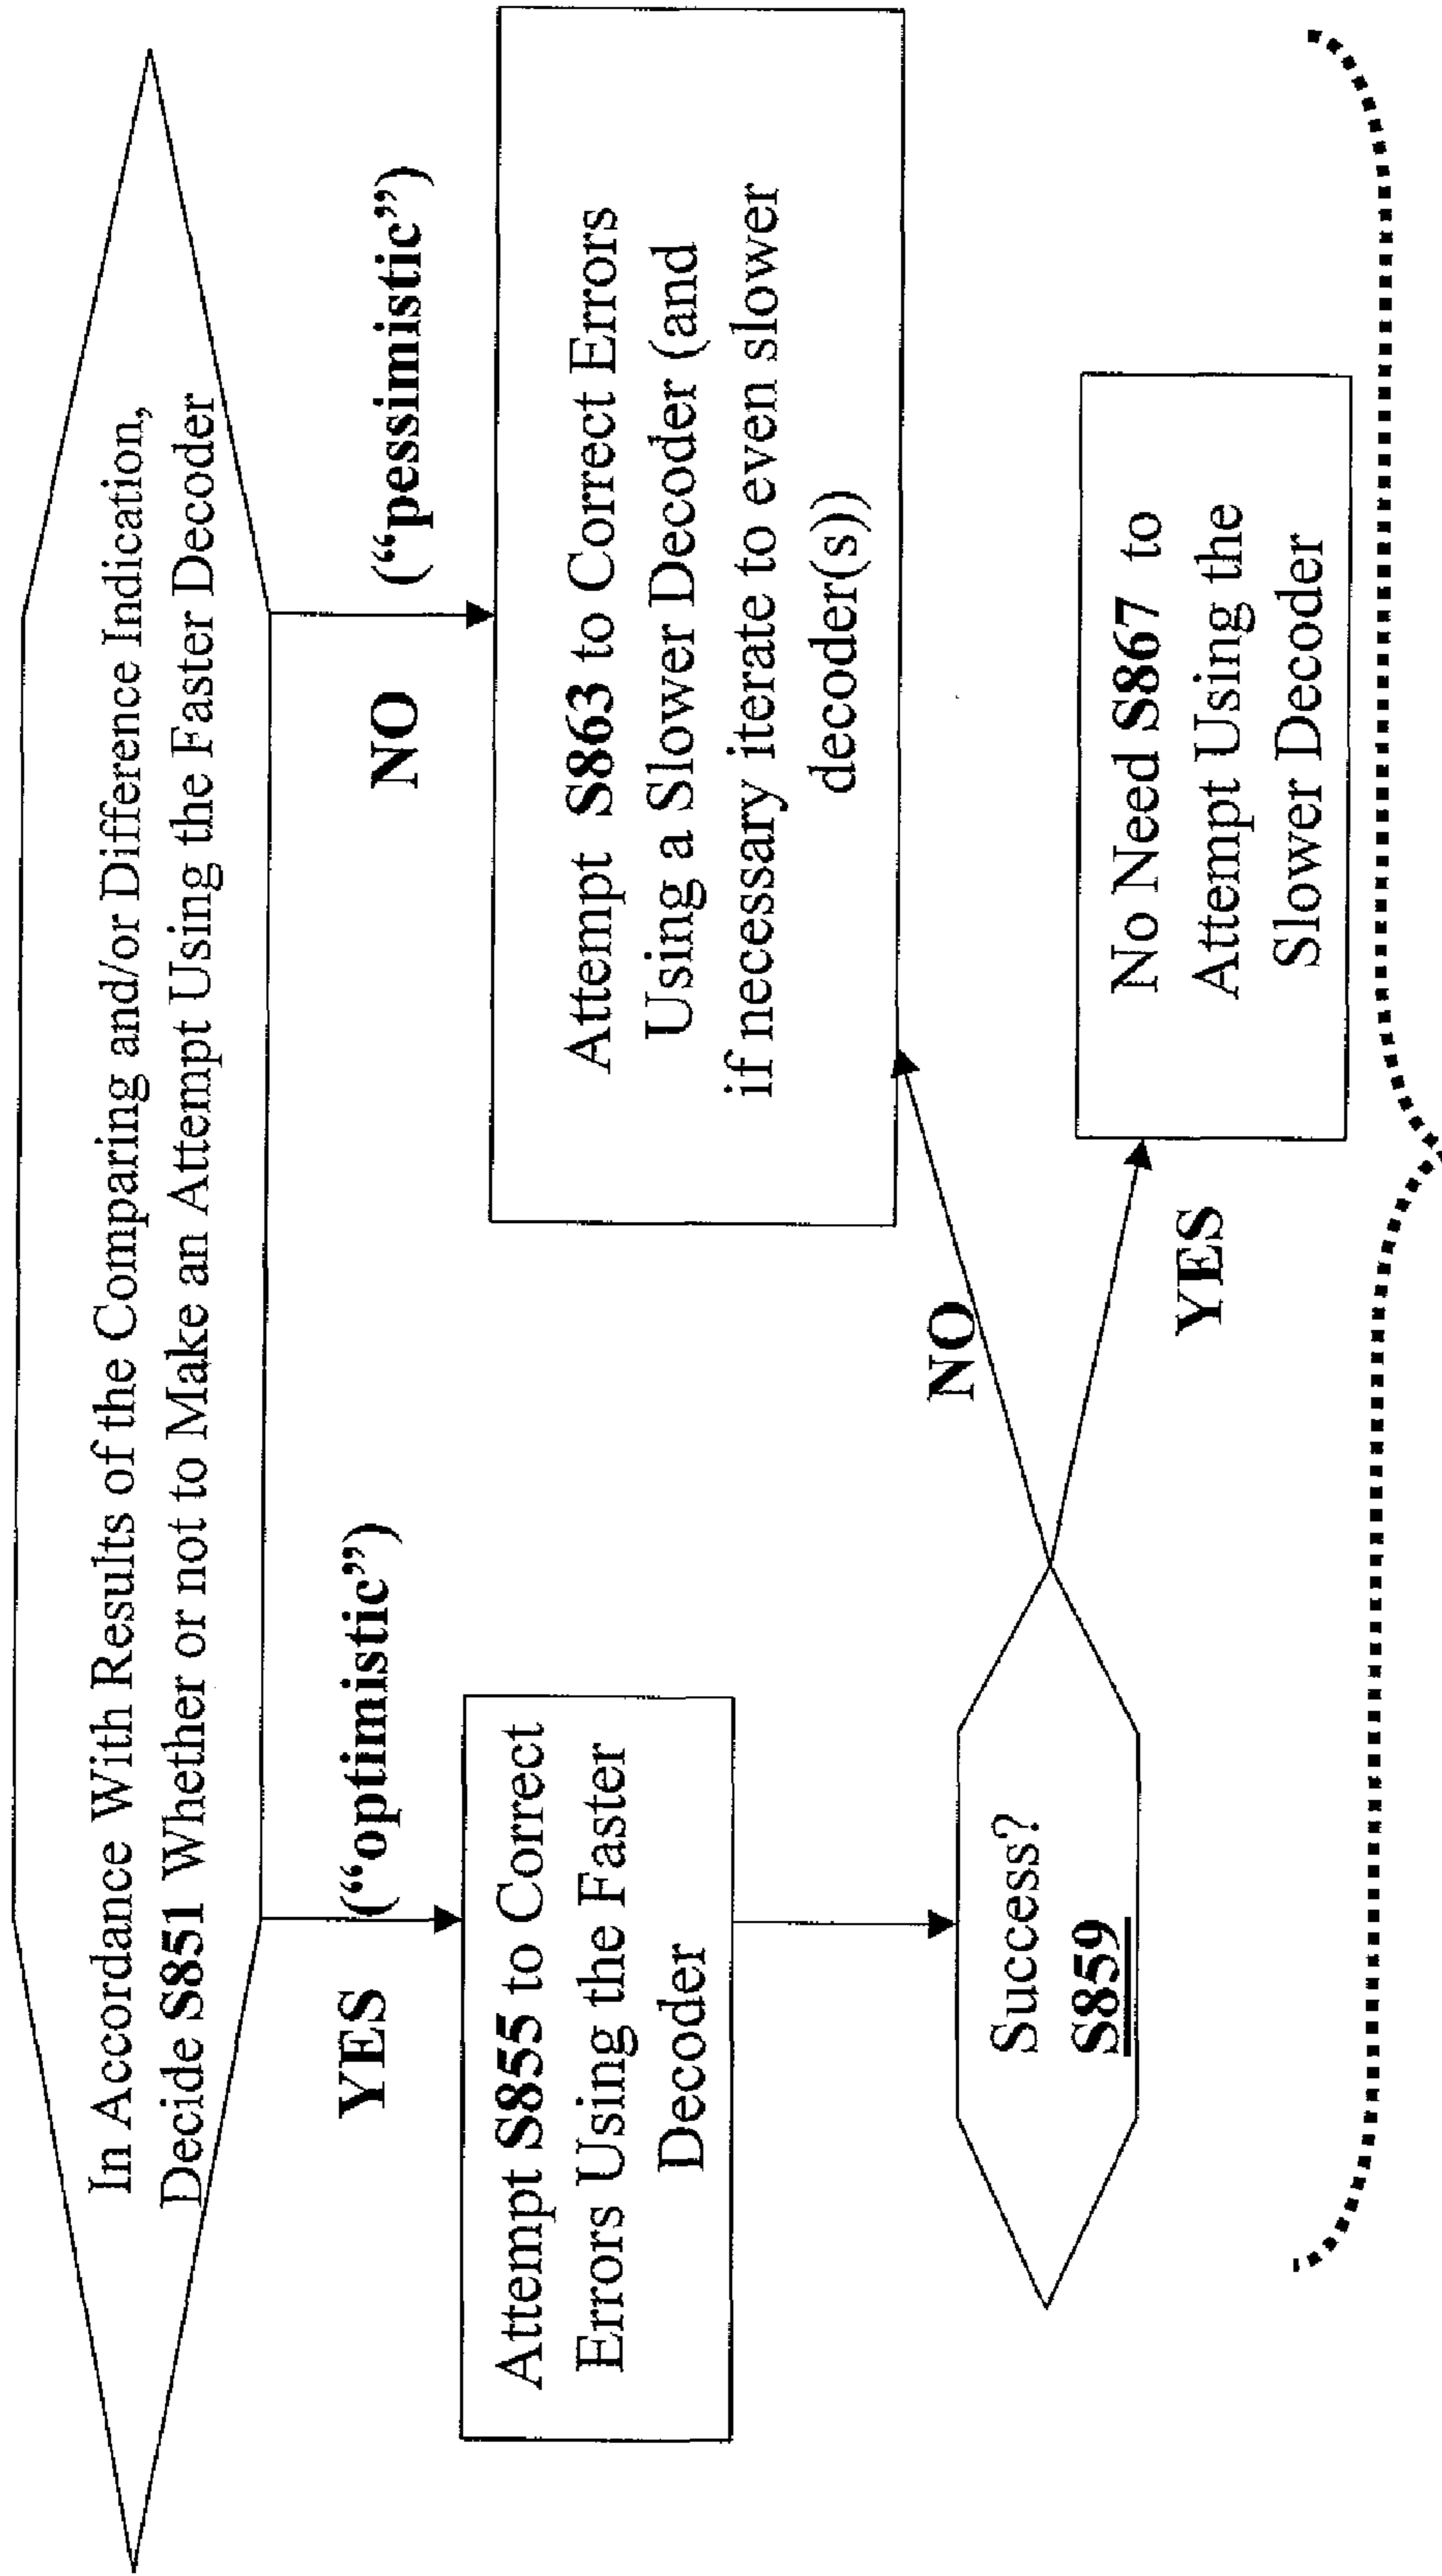 In Accordance With Results of the Comparing and/or Difference Indication,
Decide S851 Whether or not to Make an Attempt Using the Faster Decoder
YES
(“optimistic”)
NO
(“pessimistic”)
Attempt S855 to Correct
Errors Using the Faster
Decoder
Attempt S863 to Correct Errors
Using a Slower Decoder (and
if necessary iterate to even slower
decoder(s))
Success?
S859
NO
YES
No Need S867 to
Attempt Using the
Slower Decoder